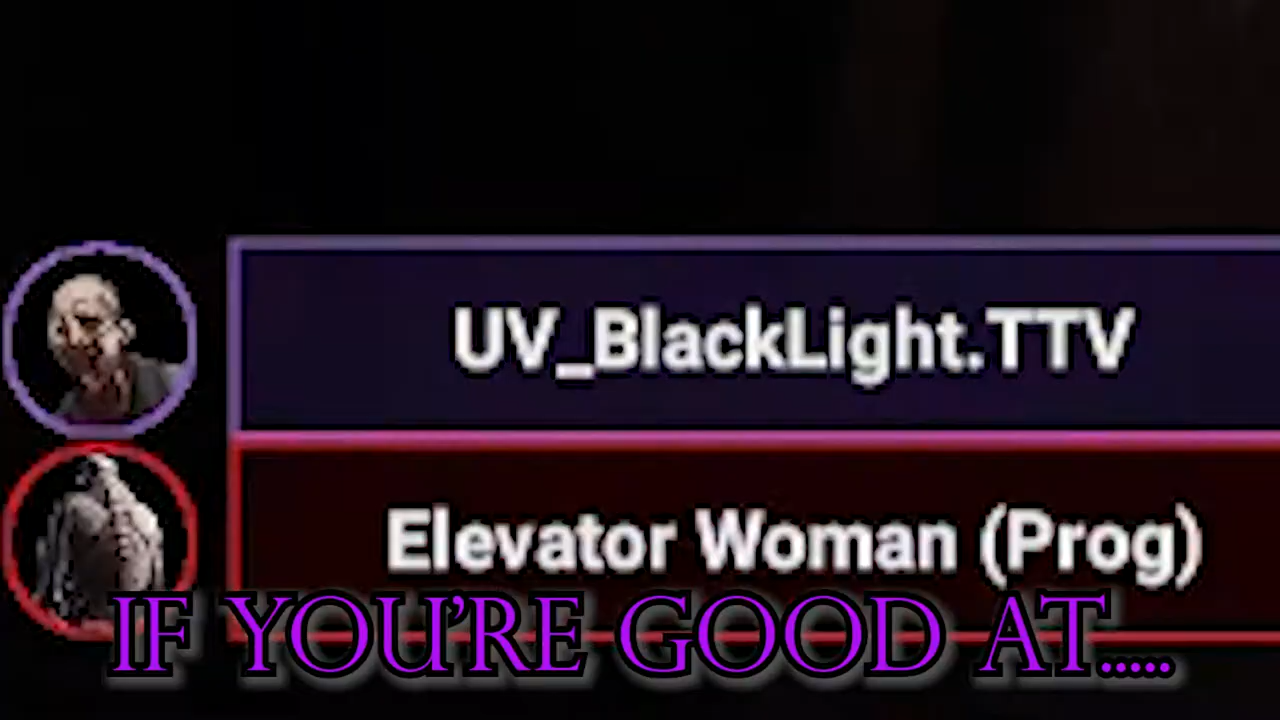 UV_BlackLight.TTV
Elevator Woman (Prog)
IF YOU'RE GOOD AT.....